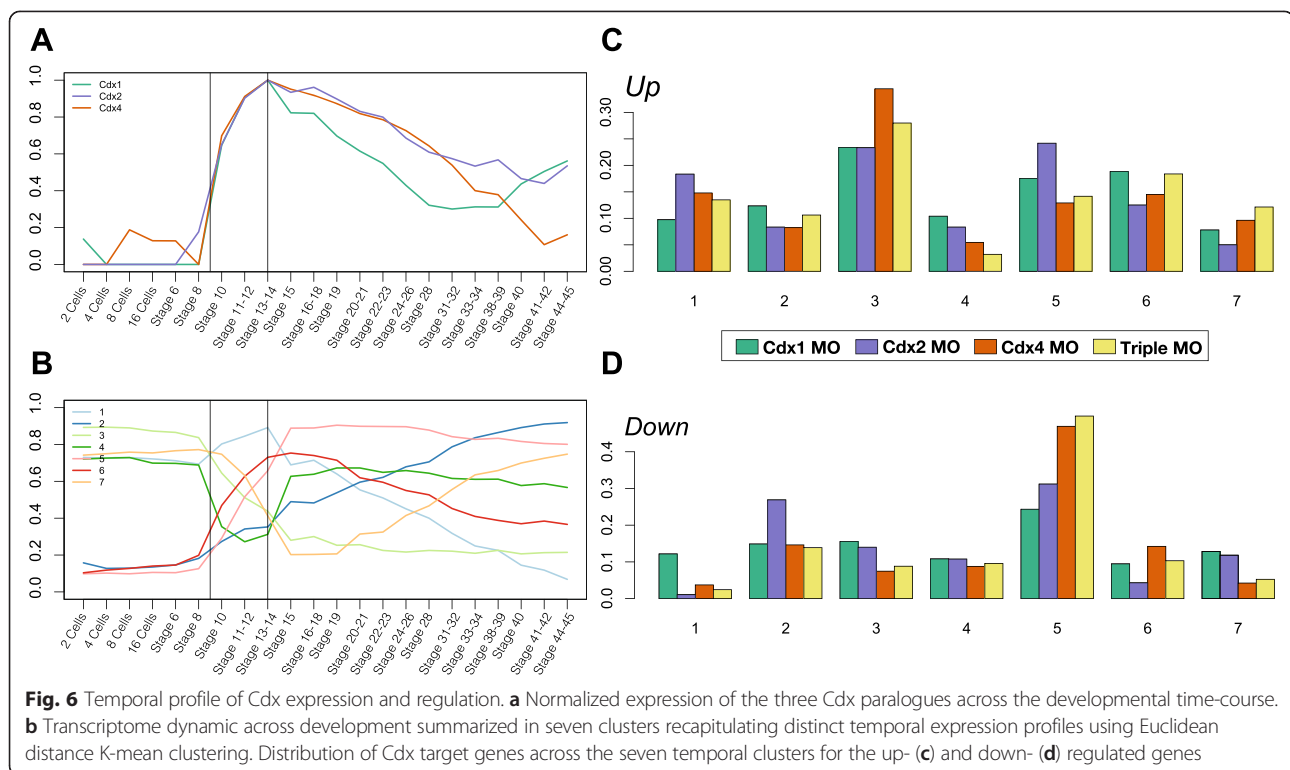 A
Cdx1
Cdx2
Cdx4
0.0 0.2 0.4 0.6 0.8 1.0
2 Cells
4 Cells
8 Cells
16 Cells
Stage 6
Stage 8
Stage 10
Stage 11-12
Stage 13-14
Stage 15
Stage 16-18
Stage 19
Stage 20-21
Stage 22-23
Stage 24-26
Stage 28
Stage 31-32
Stage 33-34
Stage 38-39
Stage 40
Stage 41-42
Stage 44-45
B
1
2
3
4
5
6
7
0.0 0.2 0.4 0.6 0.8 1.0
2 Cells
4 Cells
8 Cells
16 Cells
Stage 6
Stage 8
Stage 10
Stage 11-12
Stage 13-14
Stage 15
Stage 16-18
Stage 19
Stage 20-21
Stage 22-23
Stage 24-26
Stage 28
Stage 31-32
Stage 33-34
Stage 38-39
Stage 40
Stage 41-42
Stage 44-45
C
Up
0.00 0.10 0.20 0.30
1 2 3 4 5 6 7
Cdx1 MO Cdx2 MO Cdx4 MO Triple MO
D
Down
0.0 0.1 0.2 0.3 0.4
1 2 3 4 5 6 7
Fig. 6 Temporal profile of Cdx expression and regulation. a Normalized expression of the three Cdx paralogues across the developmental time-course.
b Transcriptome dynamic across development summarized in seven clusters recapitulating distinct temporal expression profiles using Euclidean
distance K-mean clustering. Distribution of Cdx target genes across the seven temporal clusters for the up- (c) and down- (d) regulated genes